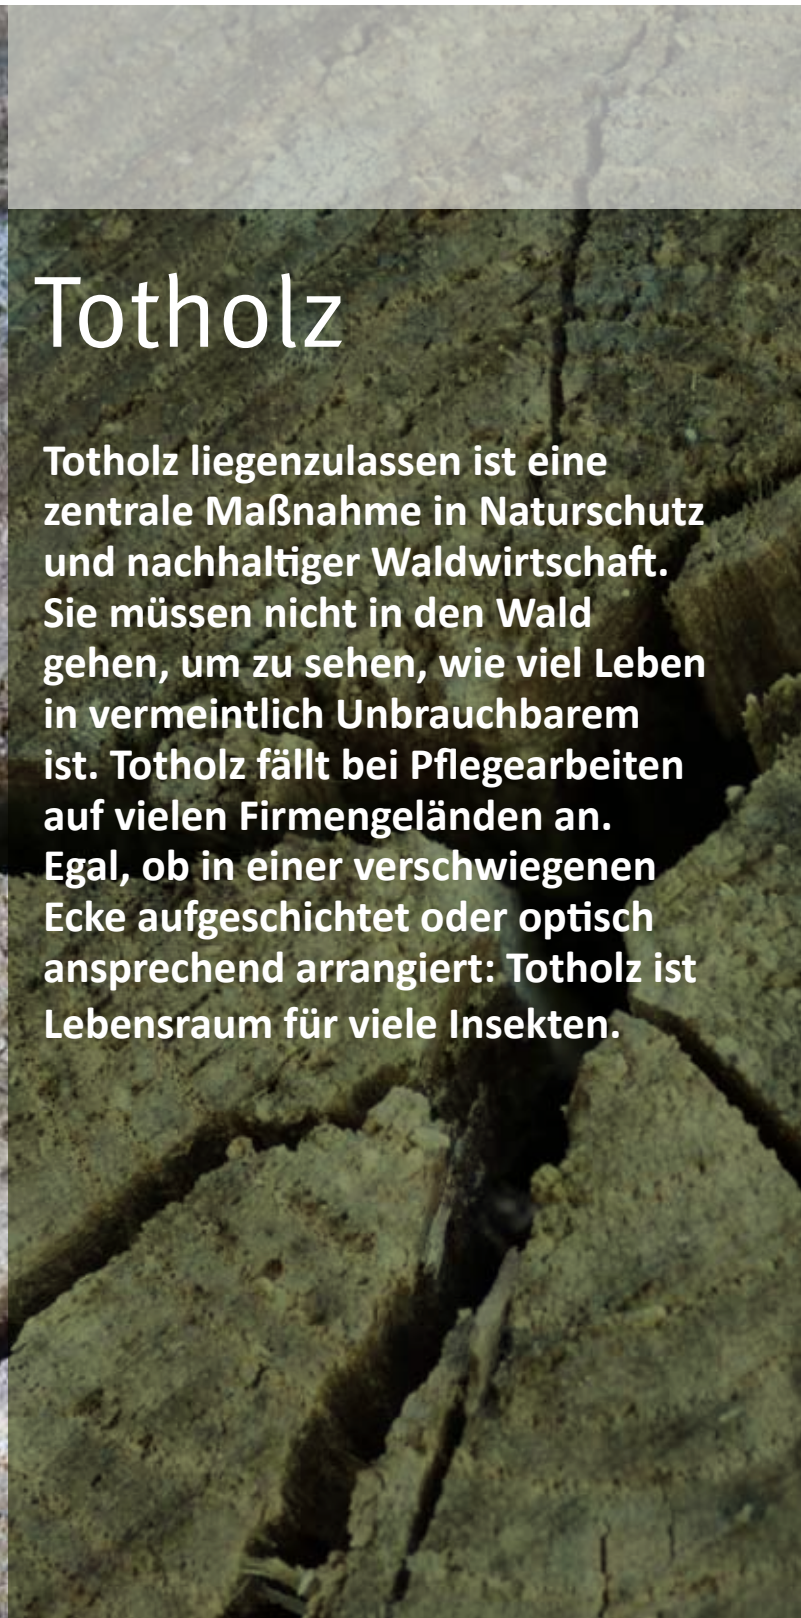 Totholz
Totholz liegenzulassen ist eine
zentrale Maßnahme in Naturschutz
und nachhaltiger Waldwirtschaft.
Sie müssen nicht in den Wald
gehen, um zu sehen, wie viel Leben
in vermeintlich Unbrauchbarem
ist. Totholz fällt bei Pflegearbeiten
auf vielen Firmengeländen an.
Egal, ob in einer verschwiegenen
Ecke aufgeschichtet oder optisch
ansprechend arrangiert: Totholz ist
Lebensraum für viele Insekten.